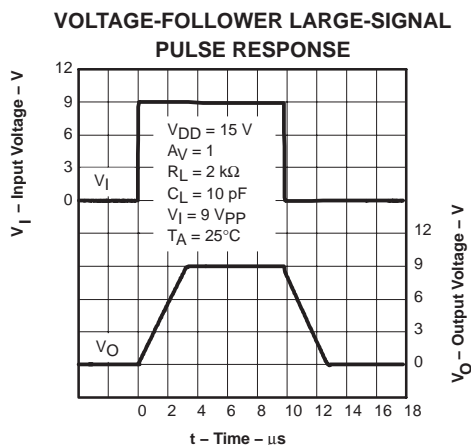 VOLTAGE-FOLLOWER LARGE-SIGNAL
PULSE RESPONSE
V_I – Input Voltage – V
12
9
6
3
0
V_I
V_DD = 15 V
A_V = 1
R_L = 2 kΩ
C_L = 10 pF
V_I = 9 V_PP
T_A = 25°C
12
9
6
3
0
V_O – Output Voltage – V
V_O
0 2 4 6 8 10 12 14 16 18
t – Time – μs